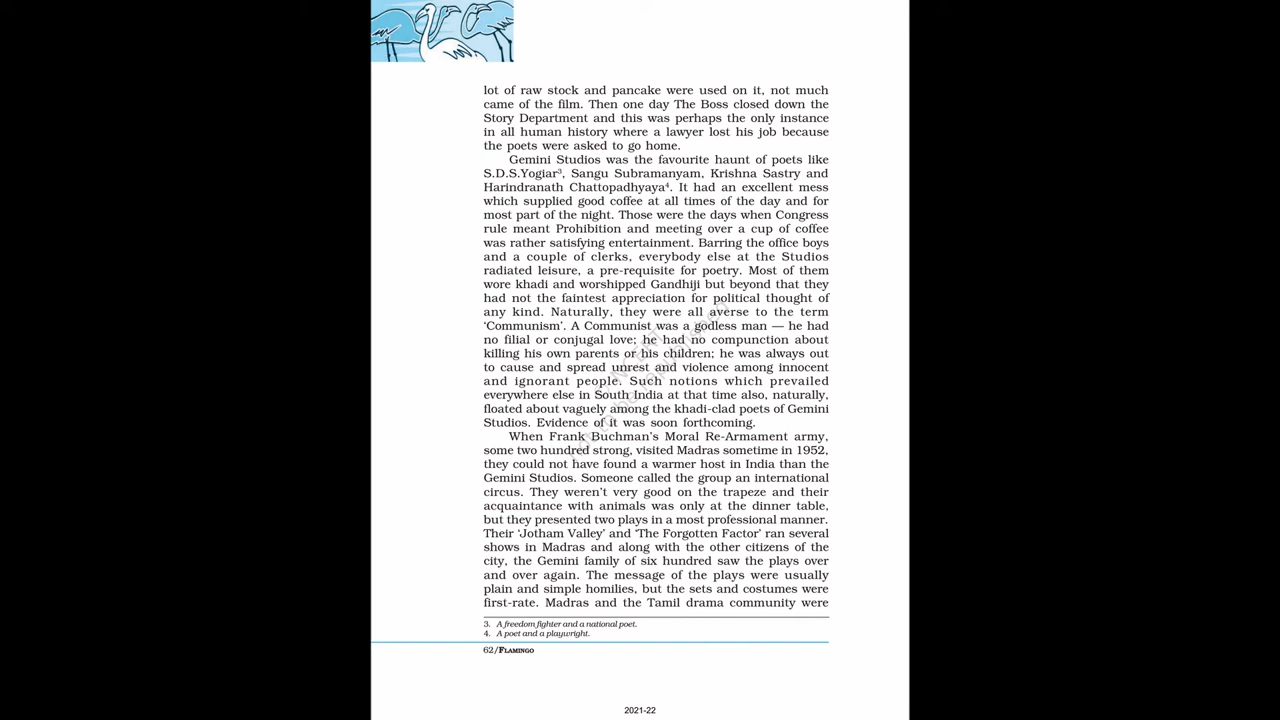 lot of raw stock and pancake were used on it, not much
came of the film. Then one day The Boss closed down the
Story Department and this was perhaps the only instance
in all human history where a lawyer lost his job because
the poets were asked to go home.
Gemini Studios was the favourite haunt of poets like
S.D.S.Yogiar³, Sangu Subramanyam, Krishna Sastry and
Harindranath Chattopadhyaya⁴. It had an excellent mess
which supplied good coffee at all times of the day and for
most part of the night. Those were the days when Congress
rule meant Prohibition and meeting over a cup of coffee
was rather satisfying entertainment. Barring the office boys
and a couple of clerks, everybody else at the Studios
radiated leisure, a pre-requisite for poetry. Most of them
wore khadi and worshipped Gandhiji but beyond that they
had not the faintest appreciation for political thought of
any kind. Naturally, they were all averse to the term
‘Communism’. A Communist was a godless man — he had
no filial or conjugal love; he had no compunction about
killing his own parents or his children; he was always out
to cause and spread unrest and violence among innocent
and ignorant people. Such notions which prevailed
everywhere else in South India at that time also, naturally,
floated about vaguely among the khadi-clad poets of Gemini
Studios. Evidence of it was soon forthcoming.
When Frank Buchman’s Moral Re-Armament army,
some two hundred strong, visited Madras sometime in 1952,
they could not have found a warmer host in India than the
Gemini Studios. Someone called the group an international
circus. They weren’t very good on the trapeze and their
acquaintance with animals was only at the dinner table,
but they presented two plays in a most professional manner.
Their ‘Jotham Valley’ and ‘The Forgotten Factor’ ran several
shows in Madras and along with the other citizens of the
city, the Gemini family of six hundred saw the plays over
and over again. The message of the plays were usually
plain and simple homilies, but the sets and costumes were
first-rate. Madras and the Tamil drama community were
3. A freedom fighter and a national poet.
4. A poet and a playwright.
62/FLAMINGO
2021-22